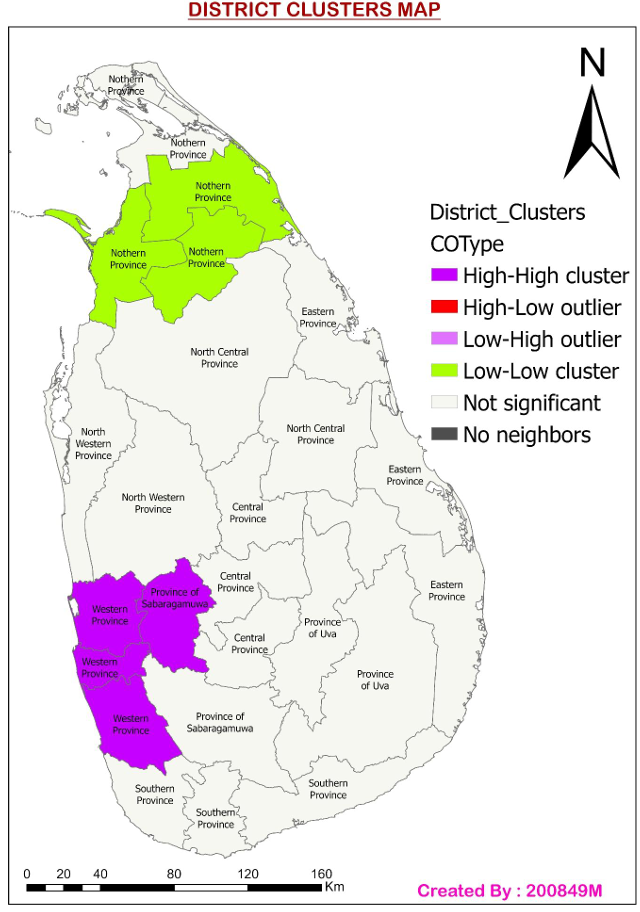 DISTRICT CLUSTERS MAP
N
Nothern
Province
Nothern
Province
Nothern
Province
Nothern
Province
Nothern
Province
District_Clusters
COType
High-High cluster
High-Low outlier
Low-High outlier
Low-Low cluster
Not significant
No neighbors
Eastern
Province
North Central
Province
North
Western
Province
North Central
Province
Eastern
Province
North Western
Province
Central
Province
Central
Province
Eastern
Province
Province of
Sabaragamuwa
Western
Province
Province
of Uva
Central
Province
Western
Province
Province
of Uva
Western
Province
Province of
Sabaragamuwa
Southern
Province
Southern
Province
Southern
Province
0 20 40 80 120 160
Km
Created By : 200849M